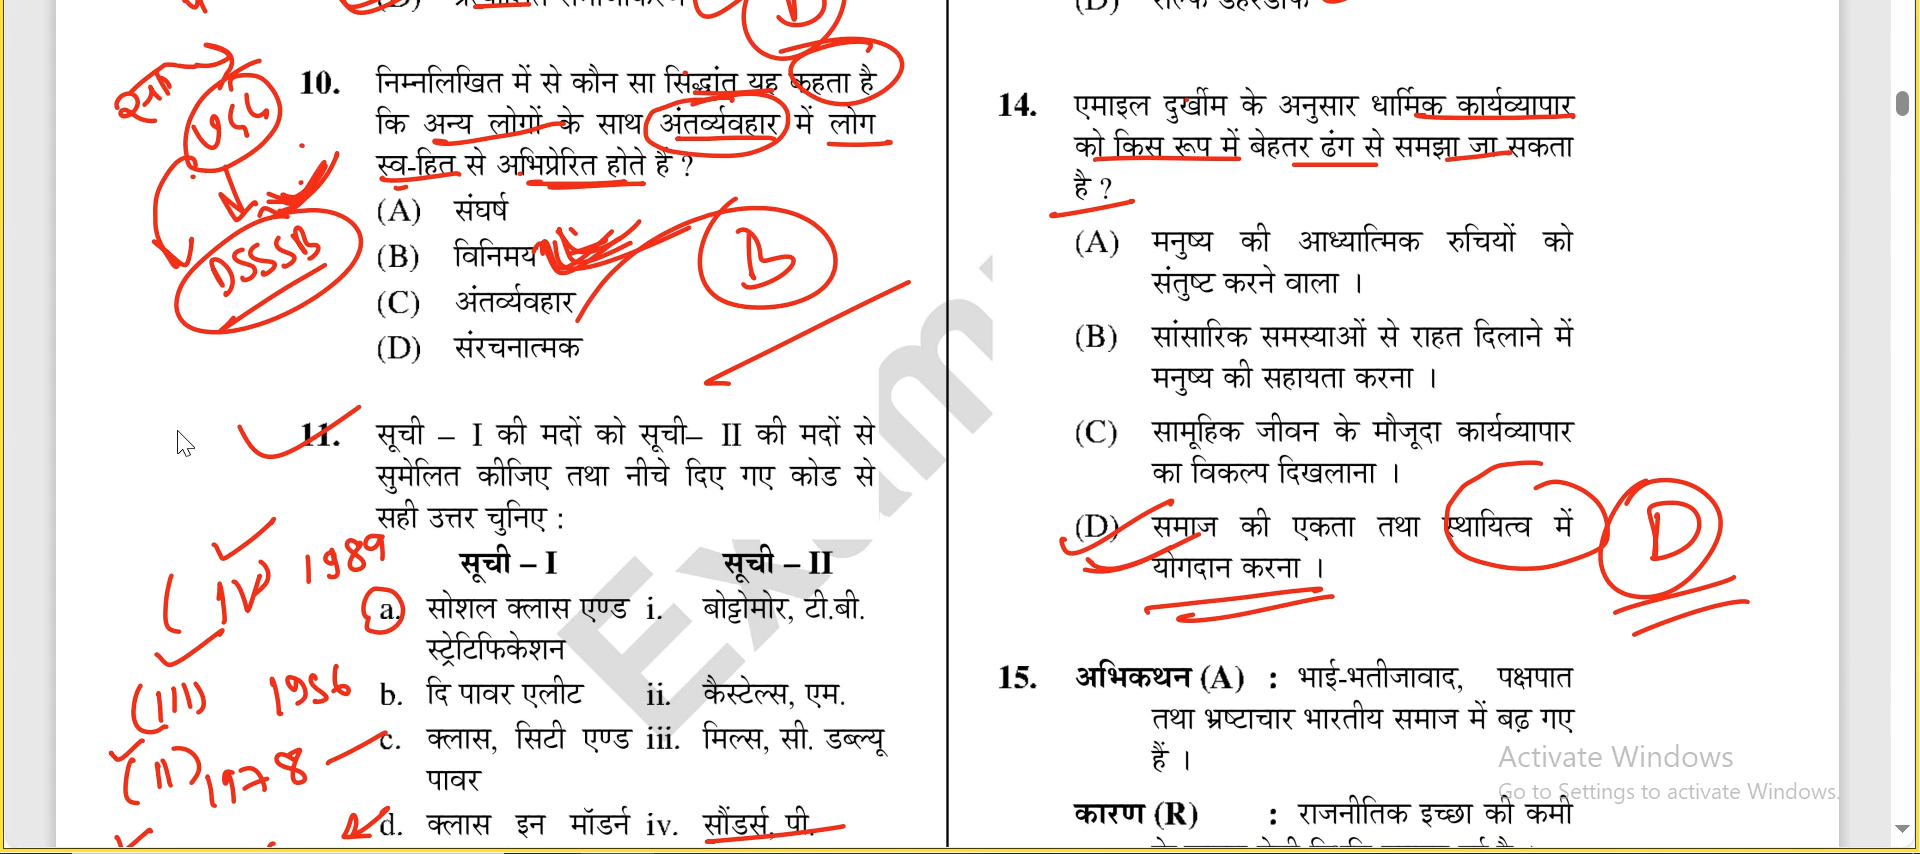 10. निम्नलिखित में से कौन सा सिद्धांत यह कहता है
कि अन्य लोगों के साथ अंतर्व्यवहार में लोग
स्व-हित से अभिप्रेरित होते हैं ?
(A) संघर्ष
(B) विनिमय
(C) अंतर्व्यवहार
(D) संरचनात्मक
B
DSSSB
11. सूची – I की मदों को सूची– II की मदों से
सुमेलित कीजिए तथा नीचे दिए गए कोड से
सही उत्तर चुनिए :
सूची – I सूची – II
a. सोशल क्लास एण्ड i. बोट्टोमोर, टी.बी.
स्ट्रेटिफिकेशन
b. दि पावर एलीट ii. कैस्टेल्स, एम.
c. क्लास, सिटी एण्ड iii. मिल्स, सी. डब्ल्यू
पावर
d. क्लास इन मॉडर्न iv. सौंडर्स, पी.
(IV) 1989
(III) 1956
(II) 1978
D
14. एमाइल दुर्खीम के अनुसार धार्मिक कार्यव्यापार
को किस रूप में बेहतर ढंग से समझा जा सकता
है ?
(A) मनुष्य की आध्यात्मिक रुचियों को
संतुष्ट करने वाला ।
(B) सांसारिक समस्याओं से राहत दिलाने में
मनुष्य की सहायता करना ।
(C) सामूहिक जीवन के मौजूदा कार्यव्यापार
का विकल्प दिखलाना ।
(D) समाज की एकता तथा स्थायित्व में
योगदान करना ।
D
15. अभिकथन (A) : भाई-भतीजावाद, पक्षपात
तथा भ्रष्टाचार भारतीय समाज में बढ़ गए
हैं ।
कारण (R) : राजनीतिक इच्छा की कमी
Activate Windows
Go to Settings to activate Windows.